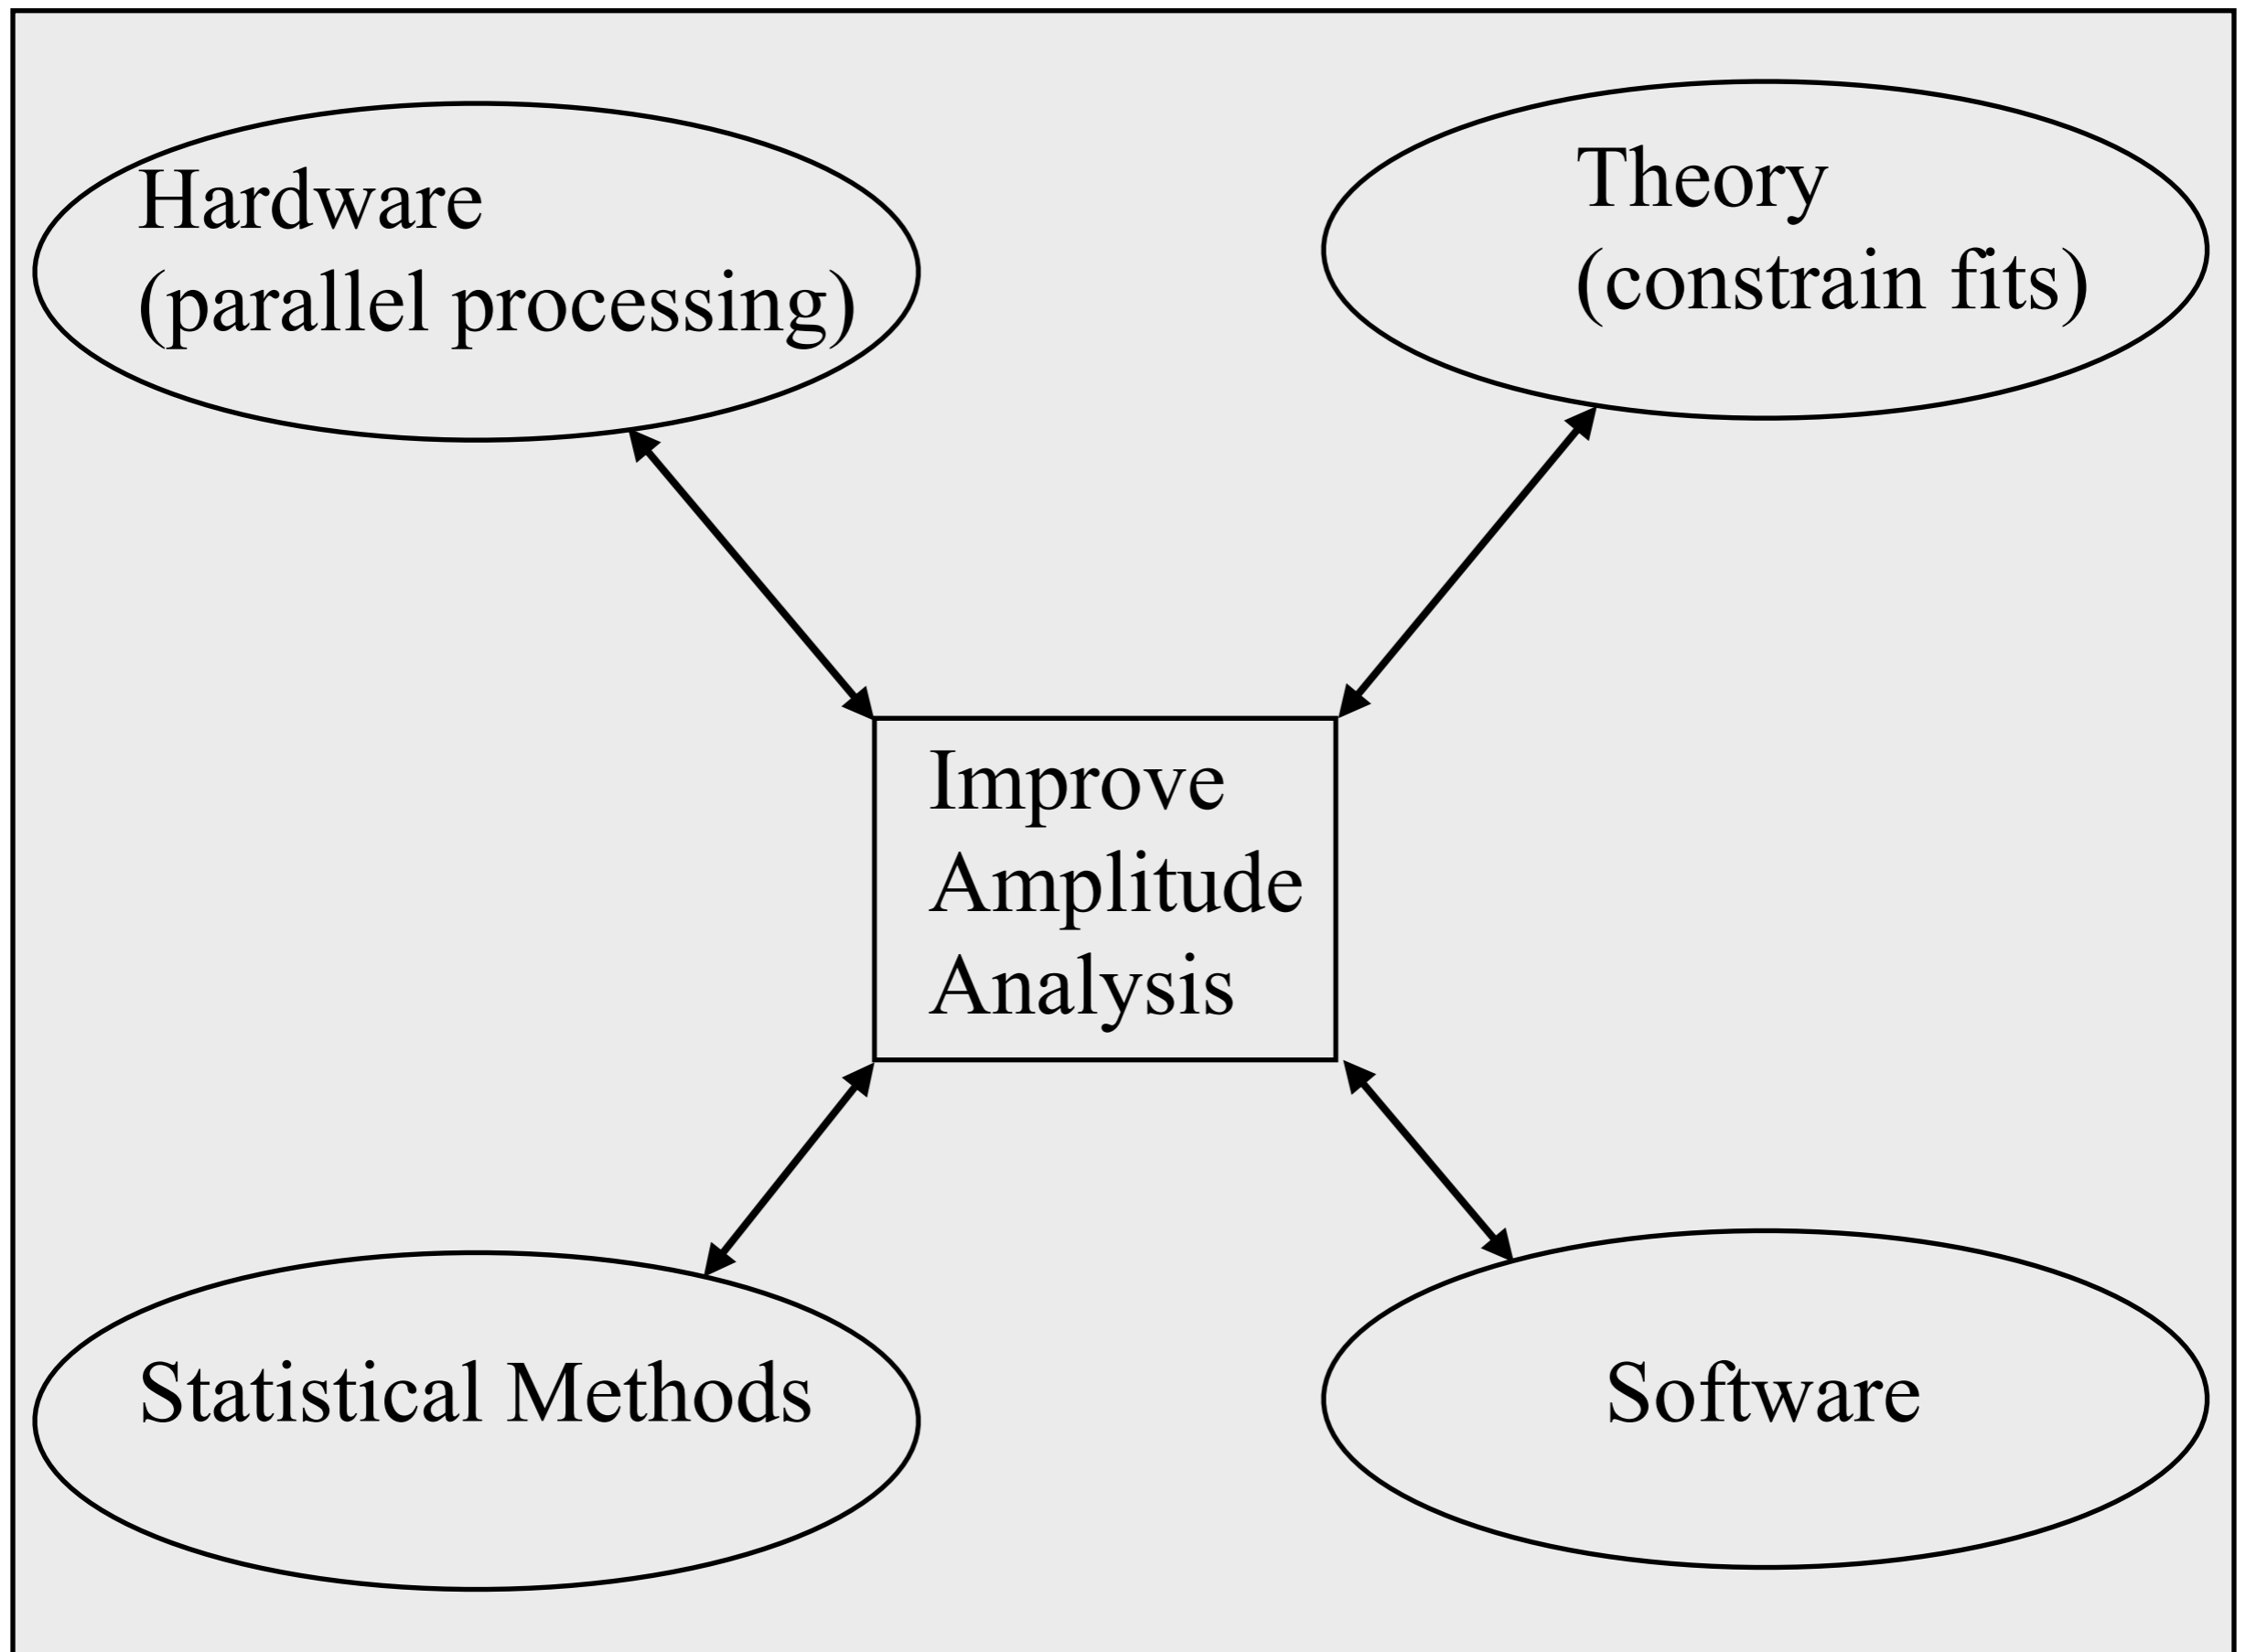 Hardware
(parallel processing)
Theory
(constrain fits)
Improve
Amplitude
Analysis
Statistical Methods
Software